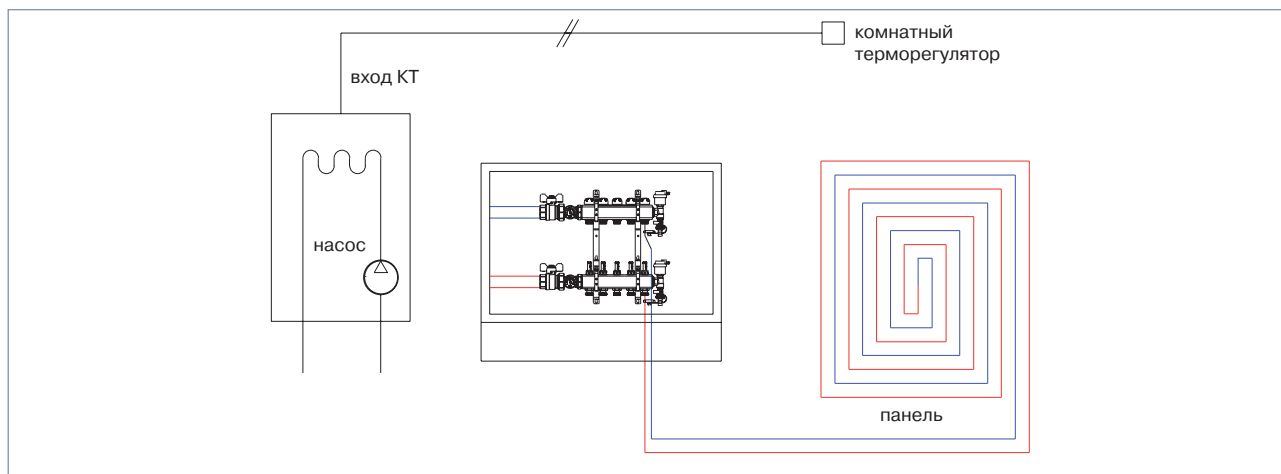 комнатный
терморегулятор
вход КТ
насос
панель